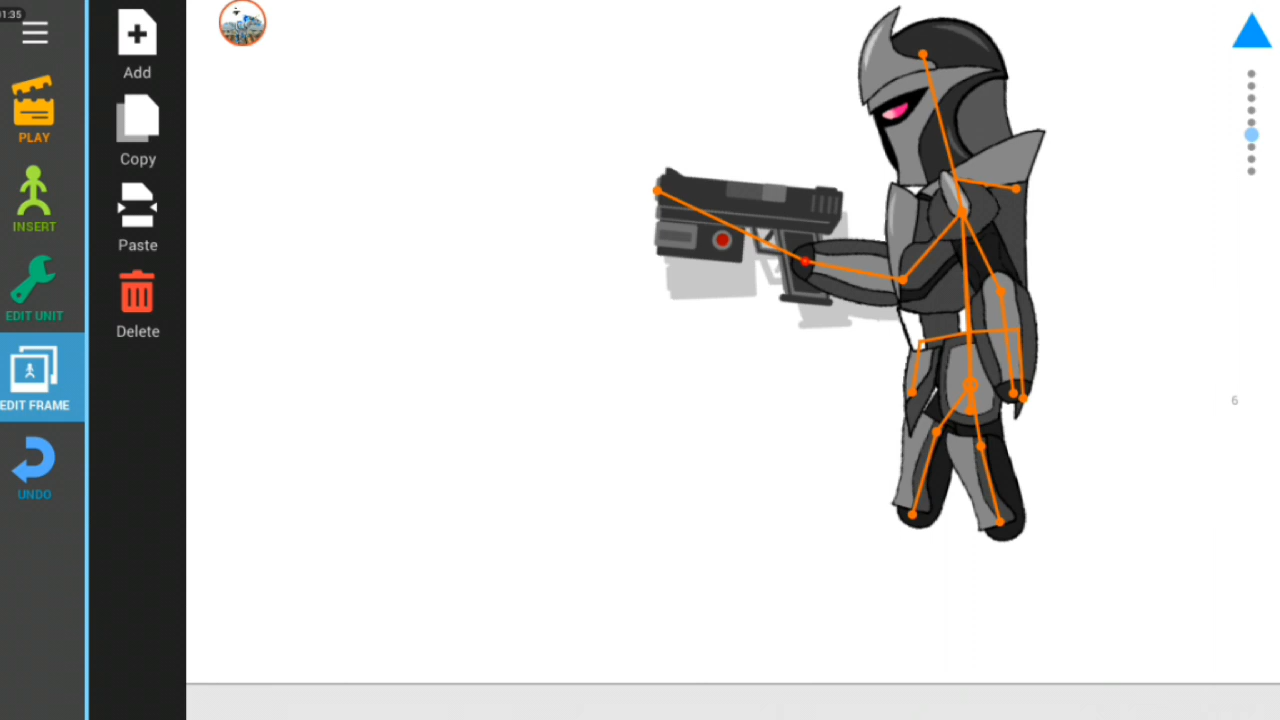 1:35
PLAY
INSERT
EDIT UNIT
EDIT FRAME
UNDO
Add
Copy
Paste
Delete
6